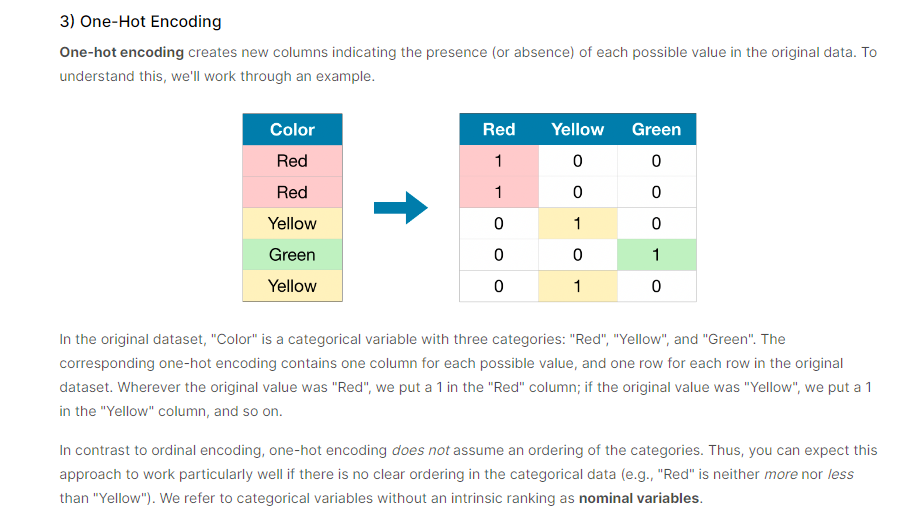 3) One-Hot Encoding
One-hot encoding creates new columns indicating the presence (or absence) of each possible value in the original data. To
understand this, we'll work through an example.
Color
Red
Red
Yellow
Green
Yellow
Red Yellow Green
1 0 0
1 0 0
0 1 0
0 0 1
0 1 0
In the original dataset, "Color" is a categorical variable with three categories: "Red", "Yellow", and "Green". The
corresponding one-hot encoding contains one column for each possible value, and one row for each row in the original
dataset. Wherever the original value was "Red", we put a 1 in the "Red" column; if the original value was "Yellow", we put a 1
in the "Yellow" column, and so on.
In contrast to ordinal encoding, one-hot encoding does not assume an ordering of the categories. Thus, you can expect this
approach to work particularly well if there is no clear ordering in the categorical data (e.g., "Red" is neither more nor less
than "Yellow"). We refer to categorical variables without an intrinsic ranking as nominal variables.